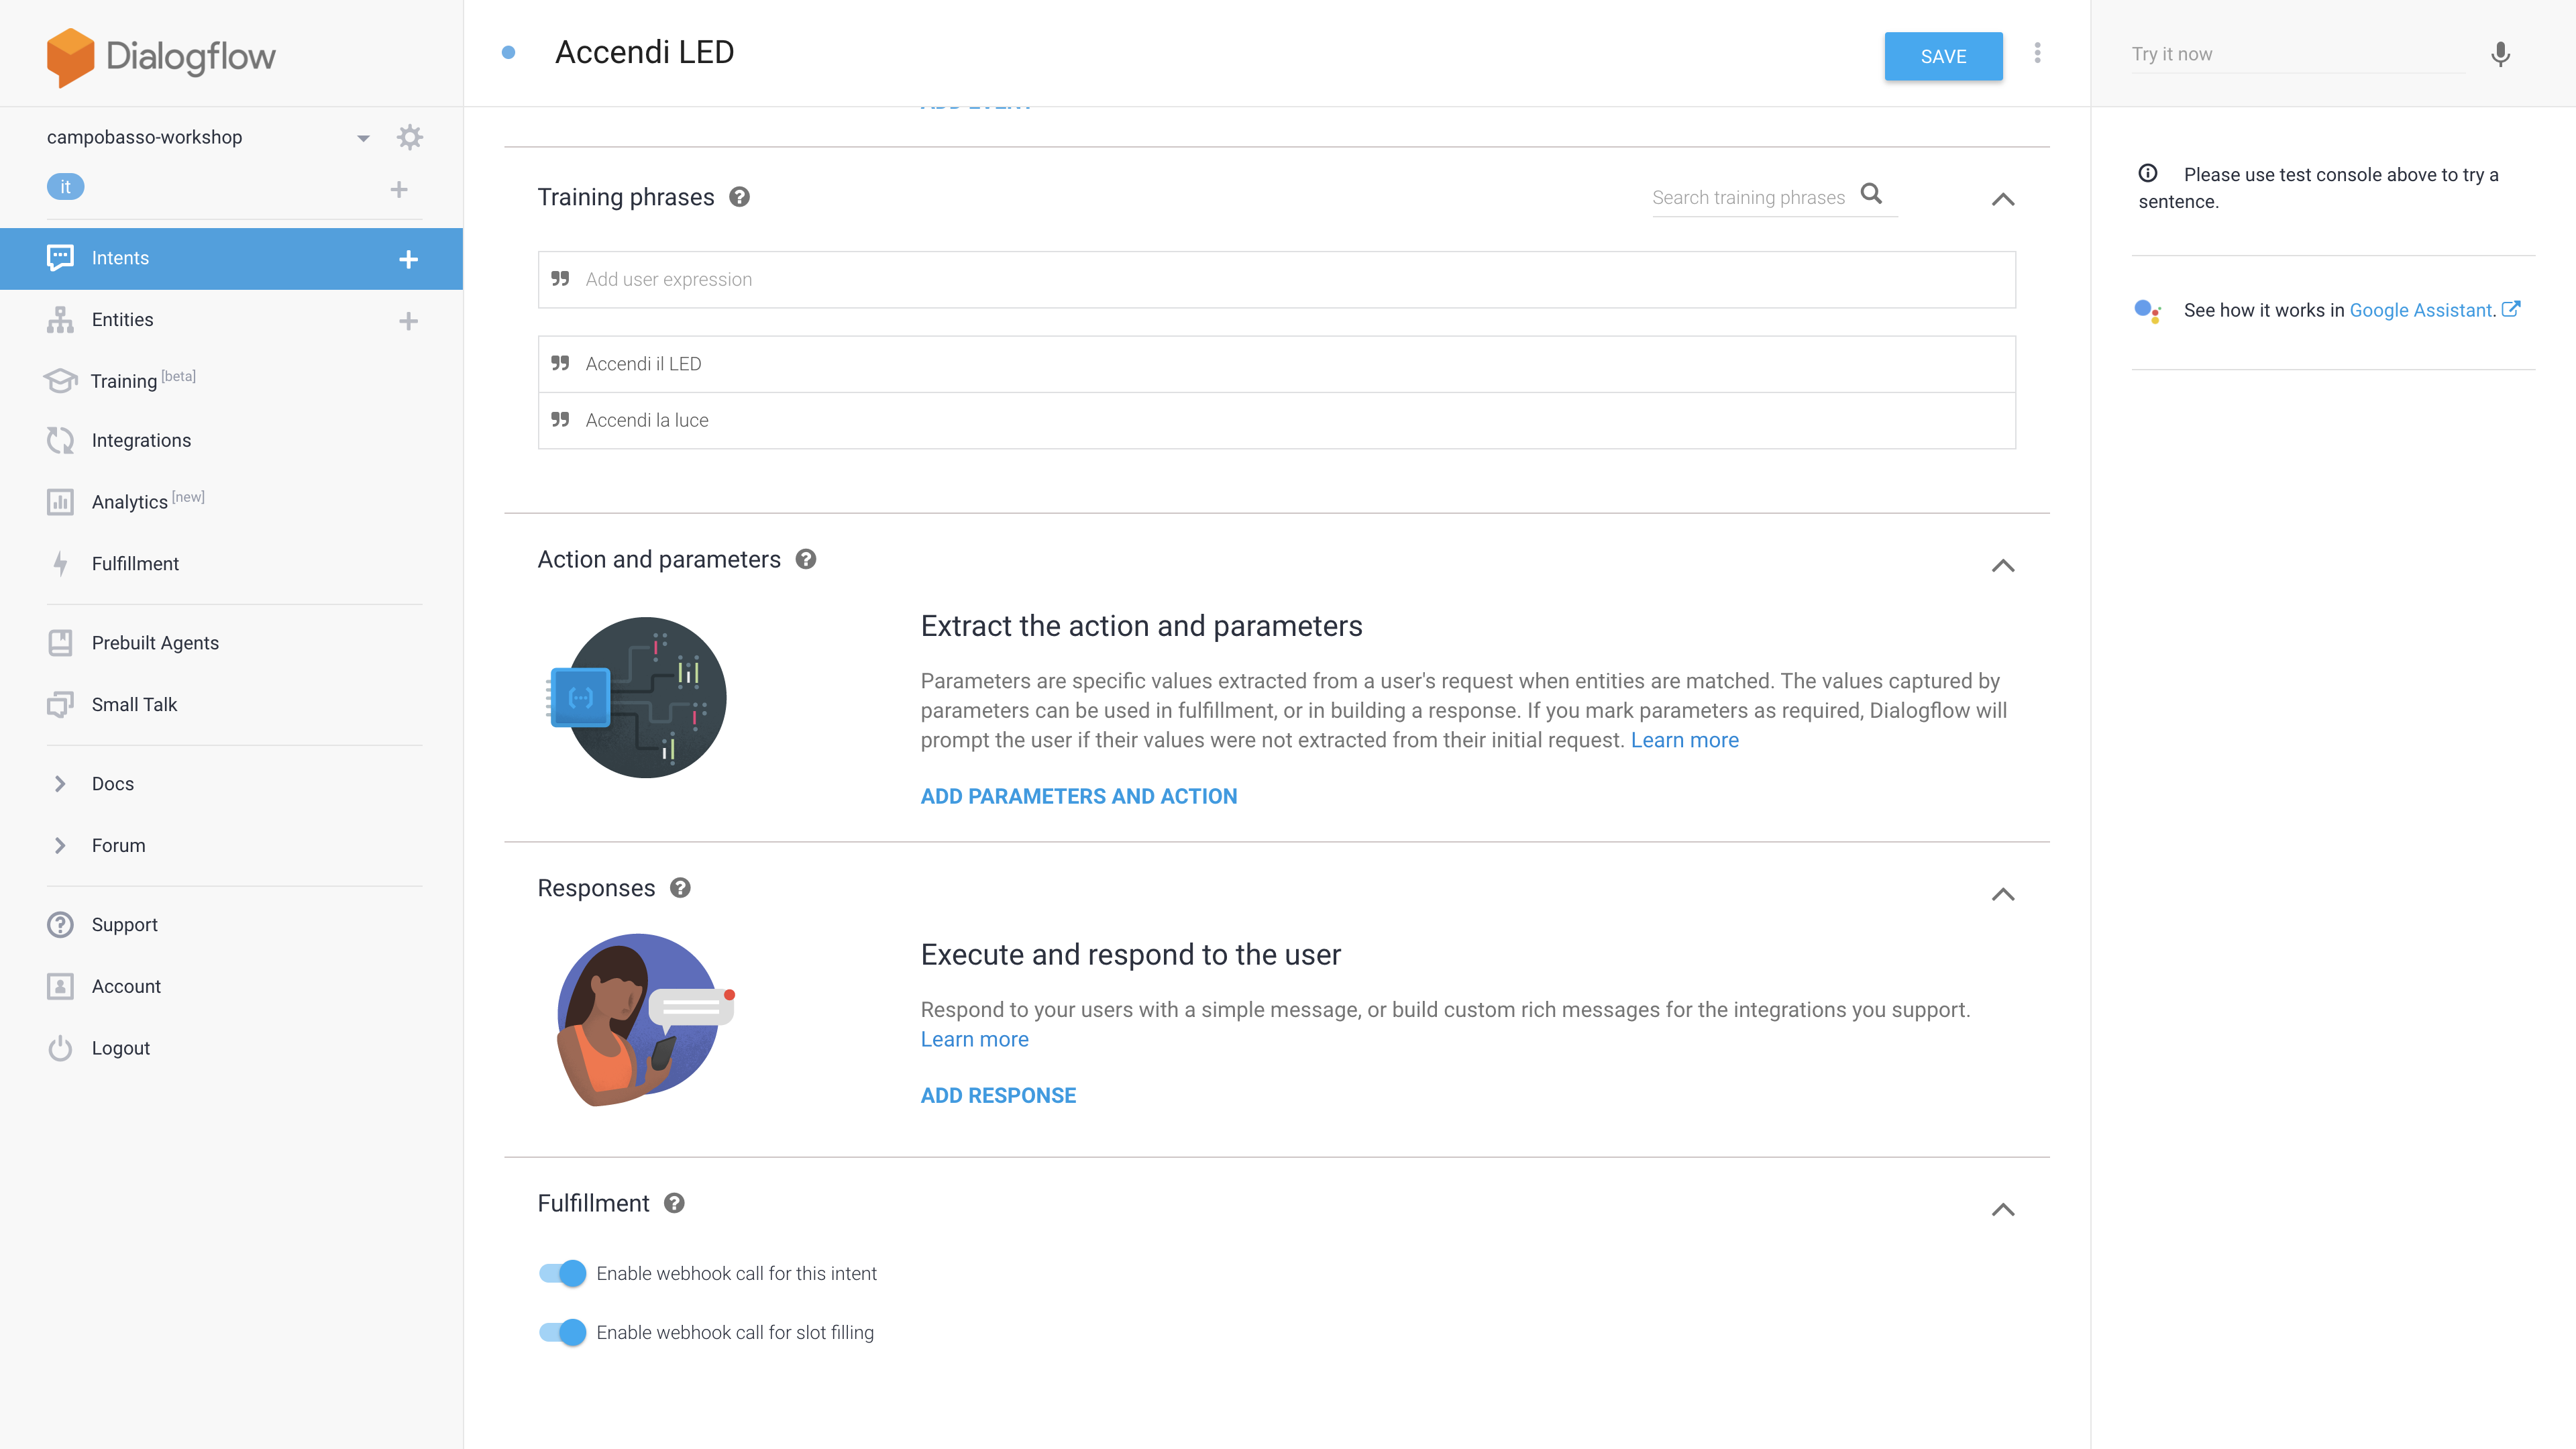 Dialogflow
campobasso-workshop
it
Intents
Entities
Training [beta]
Integrations
Analytics [new]
Fulfillment
Prebuilt Agents
Small Talk
Docs
Forum
Support
Account
Logout
Accendi LED
SAVE
ADD EVENT
Training phrases
Search training phrases
Add user expression
Accendi il LED
Accendi la luce
Action and parameters
Extract the action and parameters
Parameters are specific values extracted from a user's request when entities are matched. The values captured by
parameters can be used in fulfillment, or in building a response. If you mark parameters as required, Dialogflow will
prompt the user if their values were not extracted from their initial request. Learn more
ADD PARAMETERS AND ACTION
Responses
Execute and respond to the user
Respond to your users with a simple message, or build custom rich messages for the integrations you support.
Learn more
ADD RESPONSE
Fulfillment
Enable webhook call for this intent
Enable webhook call for slot filling
Try it now
Please use test console above to try a
sentence.
See how it works in Google Assistant.